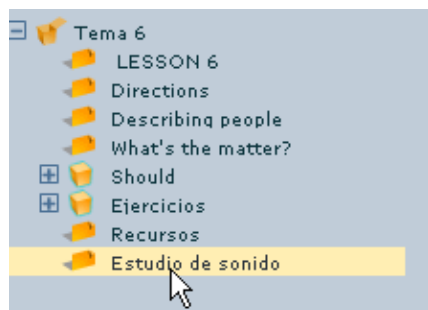 Tema 6
LESSON 6
Directions
Describing people
What's the matter?
Should
Ejercicios
Recursos
Estudio de sonido